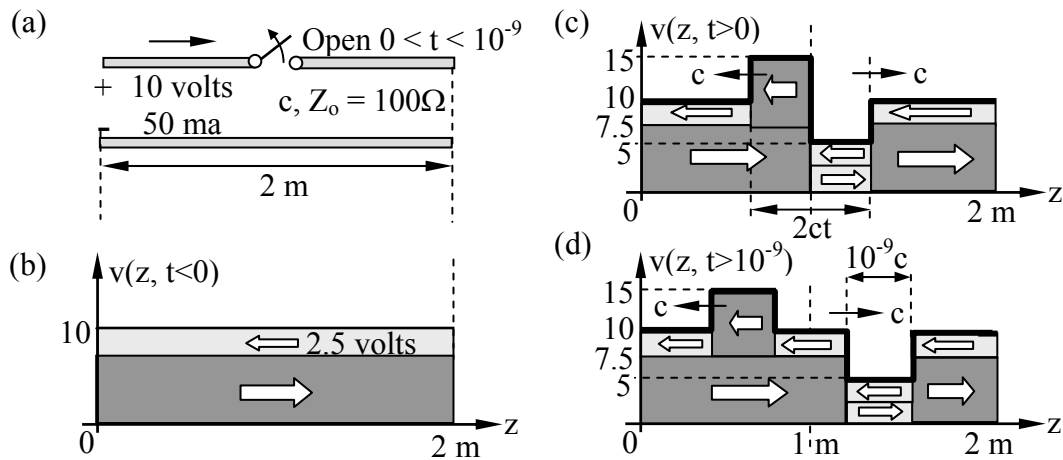 (a)
Open 0 < t < 10⁻⁹
+ 10 volts
c, Zₒ = 100Ω
50 ma
2 m
(b)
v(z, t<0)
10
2.5 volts
0
2 m
z
(c)
v(z, t>0)
15
c
c
10
7.5
5
0
2 m
z
2ct
(d)
v(z, t>10⁻⁹)
10⁻⁹c
15
c
c
10
7.5
5
0
1 m
2 m
z